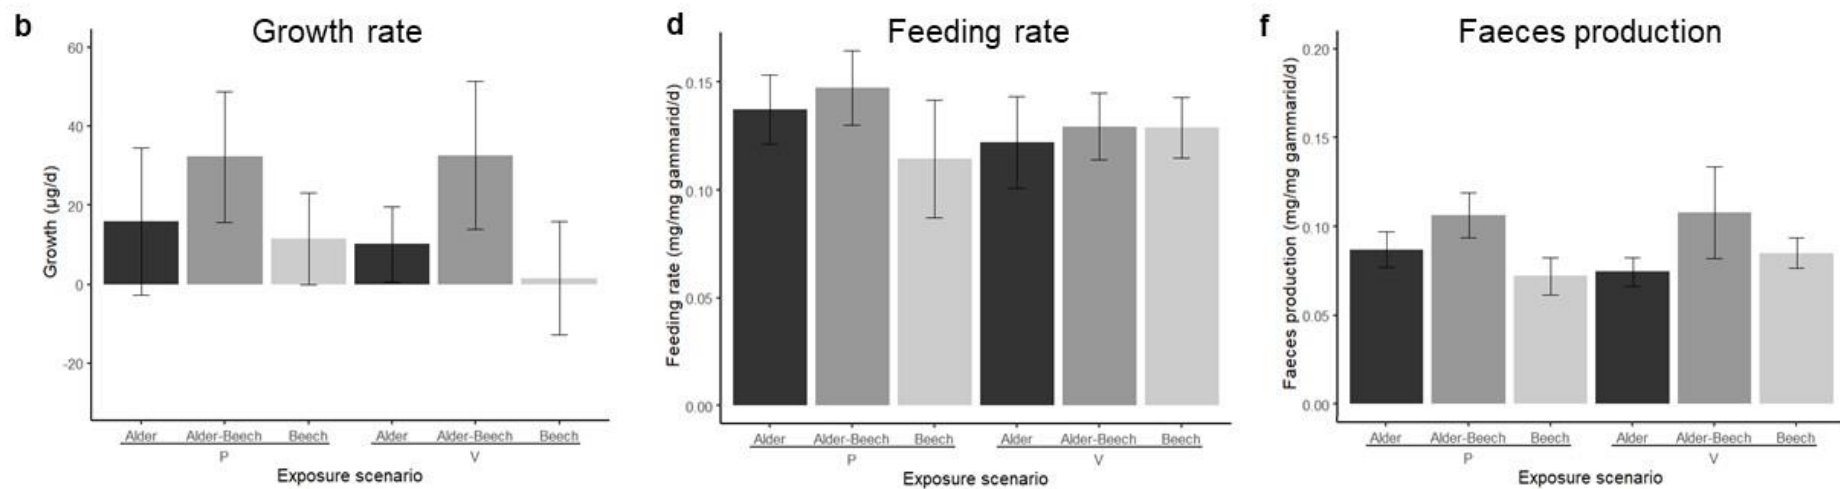 b
Growth rate
60
40
20
0
-20
Growth (µg/d)
Alder Alder-Beech Beech Alder Alder-Beech Beech
P V
Exposure scenario
d
Feeding rate
0.15
0.10
0.05
0.00
Feeding rate (mg/mg gammarid/d)
Alder Alder-Beech Beech Alder Alder-Beech Beech
P V
Exposure scenario
f
Faeces production
0.20
0.15
0.10
0.05
0.00
Faeces production (mg/mg gammarid/d)
Alder Alder-Beech Beech Alder Alder-Beech Beech
P V
Exposure scenario